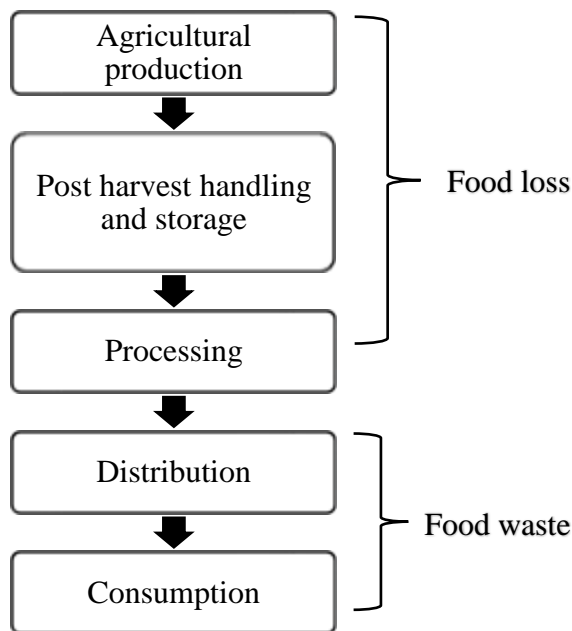 Agricultural
production
Post harvest handling
and storage
Food loss
Processing
Distribution
Food waste
Consumption